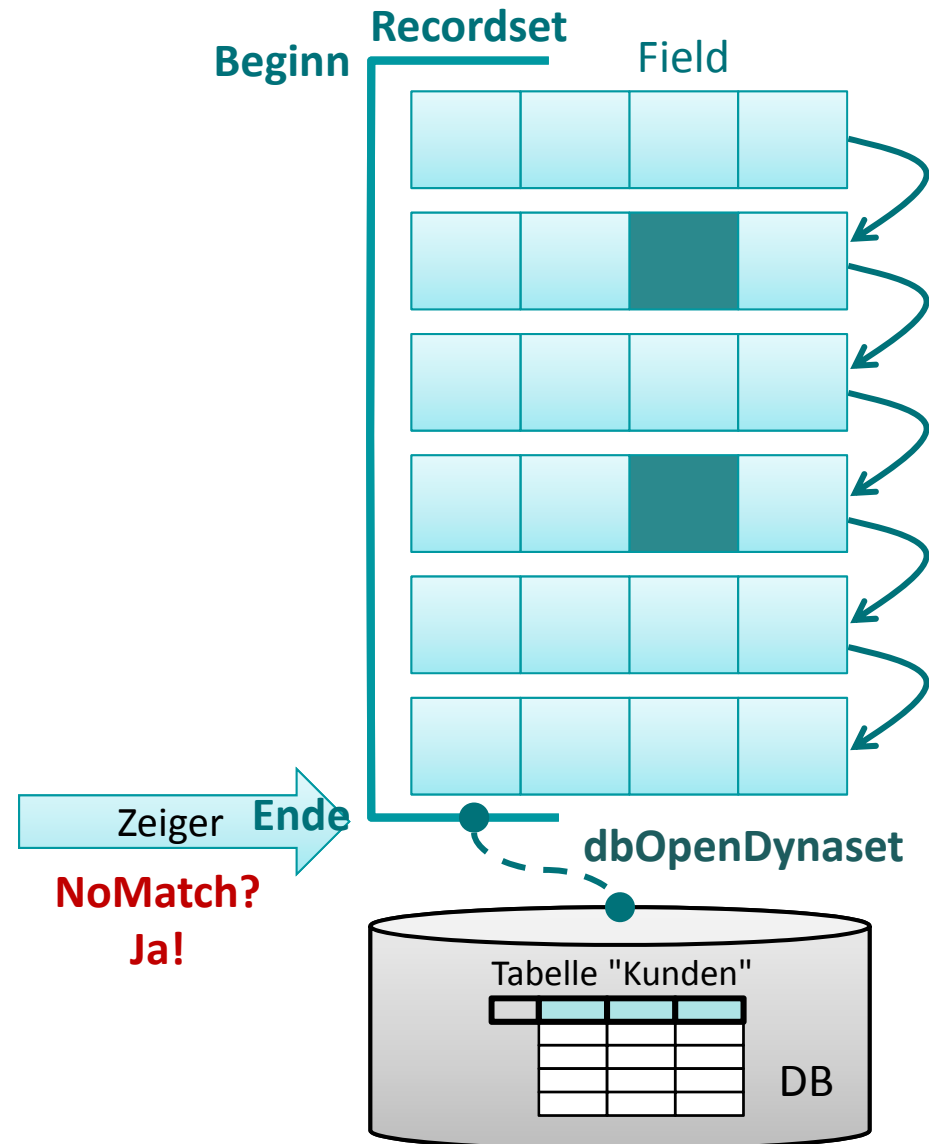 Recordset
Beginn
Field
Zeiger
Ende
dbOpenDynaset
NoMatch?
Ja!
Tabelle "Kunden"
DB